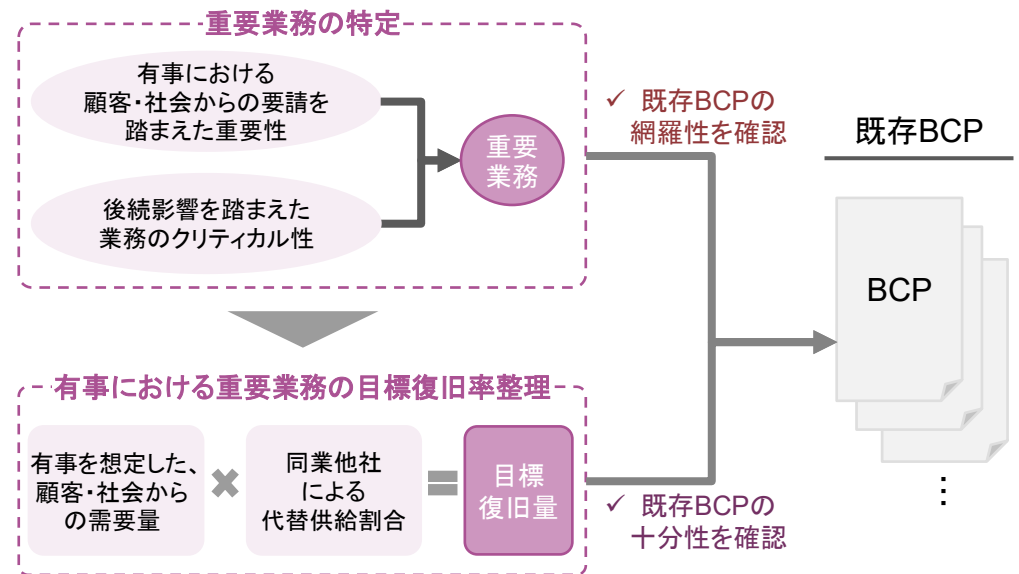 重要業務の特定
有事における
顧客・社会からの要請を
踏まえた重要性
後続影響を踏まえた
業務のクリティカル性
重要
業務
✓ 既存BCPの
網羅性を確認
既存BCP
BCP
有事における重要業務の目標復旧率整理
有事を想定した、
顧客・社会から
の需要量
×
同業他社
による
代替供給割合
=
目標
復旧量
✓ 既存BCPの
十分性を確認
⋮